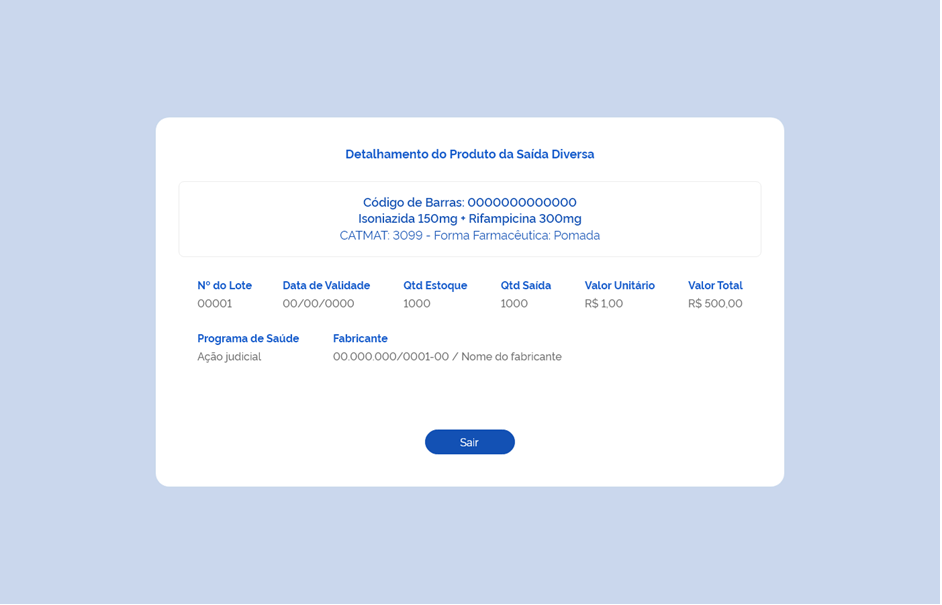 Detalhamento do Produto da Saída Diversa
Código de Barras: 0000000000000
Isoniazida 150mg + Rifampicina 300mg
CATMAT: 3099 - Forma Farmacêutica: Pomada
Nº do Lote Data de Validade Qtd Estoque Qtd Saída Valor Unitário Valor Total
00001 00/00/0000 1000 1000 R$ 1,00 R$ 500,00
Programa de Saúde Fabricante
Ação judicial 00.000.000/0001-00 / Nome do fabricante
Sair